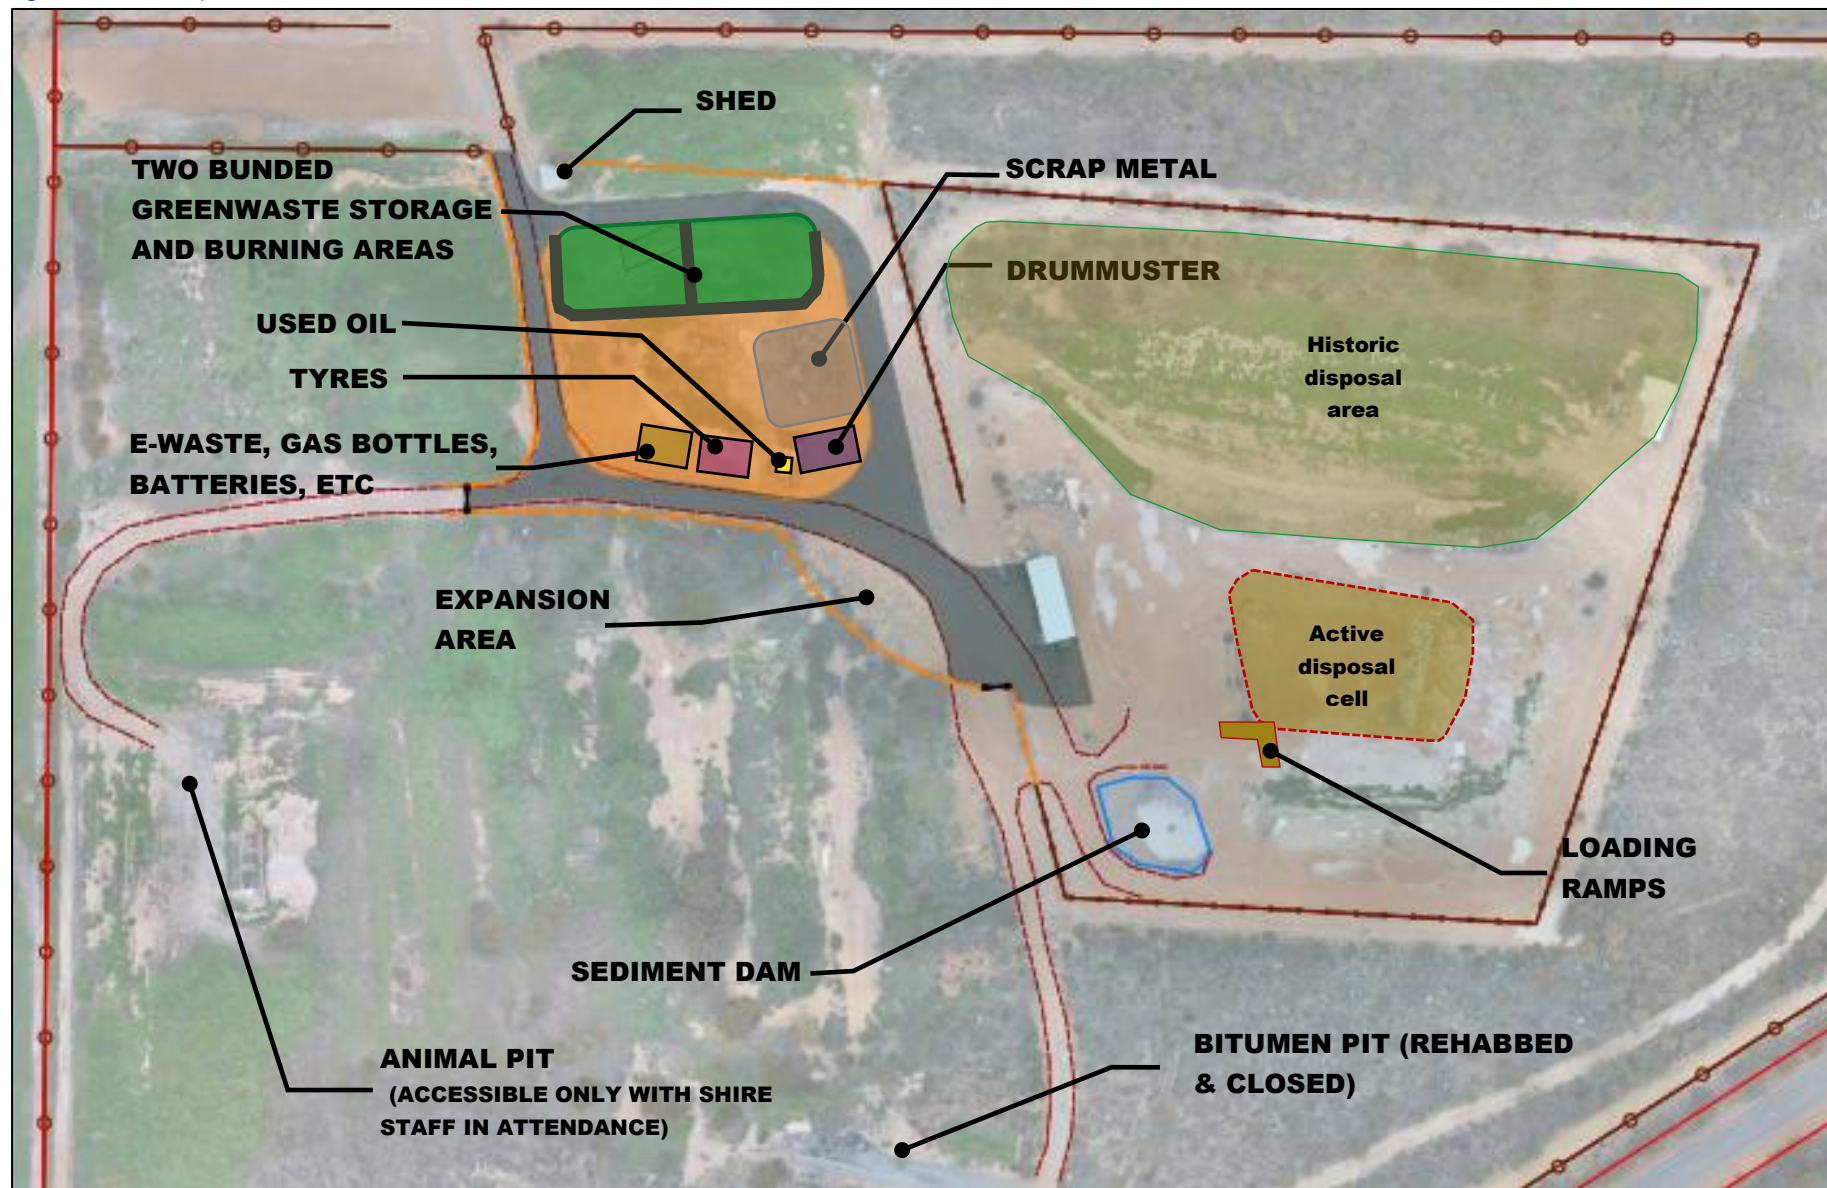 SHED
TWO BUNDED
GREENWASTE STORAGE
AND BURNING AREAS
SCRAP METAL
DRUMMUSTER
USED OIL
TYRES
Historic
disposal
area
E-WASTE, GAS BOTTLES,
BATTERIES, ETC
EXPANSION
AREA
Active
disposal
cell
LOADING
RAMPS
SEDIMENT DAM
ANIMAL PIT
(ACCESSIBLE ONLY WITH SHIRE
STAFF IN ATTENDANCE)
BITUMEN PIT (REHABBED
& CLOSED)